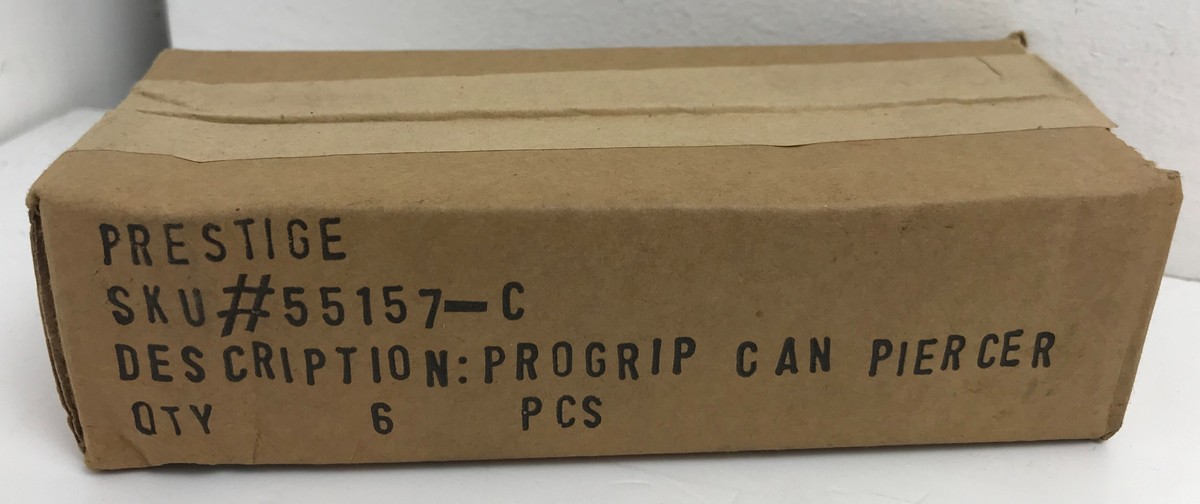 PRESTIGE
SKU#55157-C
DESCRIPTION:PROGRIP CAN PIERCER
QTY 6 PCS